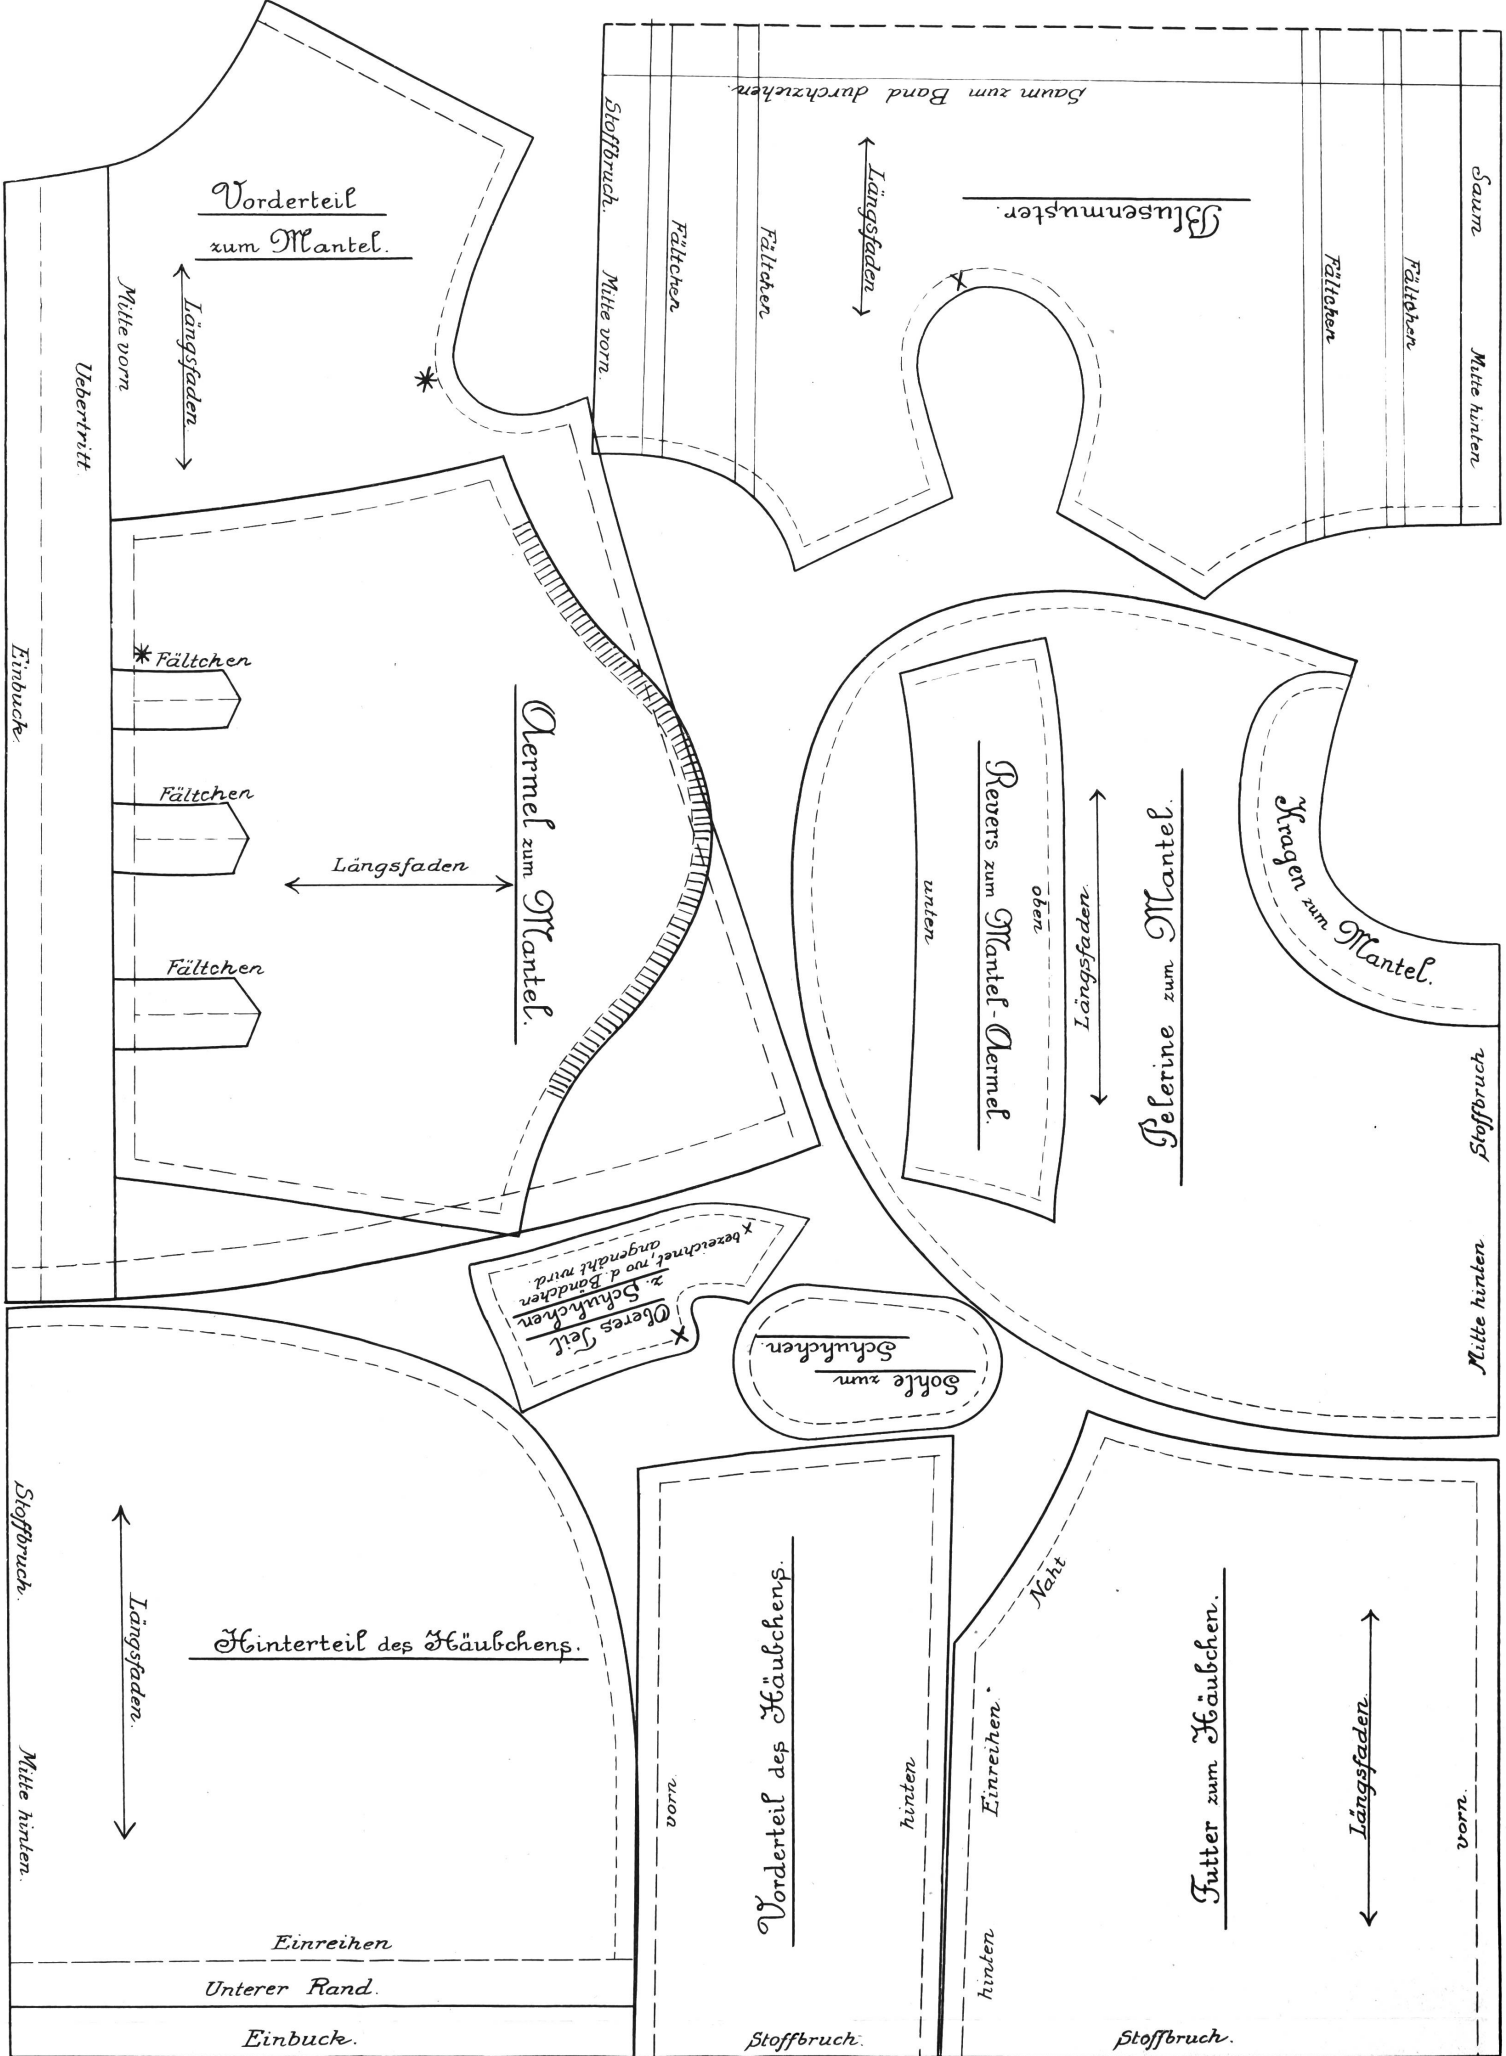 Vorderteil
zum Mantel.
Längsfaden
Mitte vorn
Uebertritt
Einbuck.
Saum zum Band durchziehen.
Stoffbruch. Mitte vorn.
Fältchen
Fältchen
Längsfaden
Blusenmuster.
Fältchen
Fältchen
Saum Mitte hinten
Fältchen
Fältchen
Fältchen
Längsfaden
Aermel zum Mantel.
Revers zum Mantel-Aermel.
oben
unten
Längsfaden.
Pelerine zum Mantel.
Kragen zum Mantel.
Stoffbruch Mitte hinten
Oberes Teil
z. Schühchen
x bezeichnet, wo d. Bändchen
angenäht wird.
Sohle zum
Schuhchen.
Stoffbruch. Mitte hinten.
Längsfaden.
Hinterteil des Häubchens.
Einreihen
Unterer Rand.
Einbuck.
vorn
Vorderteil des Häubchens.
hinten
Stoffbruch.
Naht
Einreihen
hinten
Futter zum Häubchen.
Längsfaden.
vorn.
Stoffbruch.